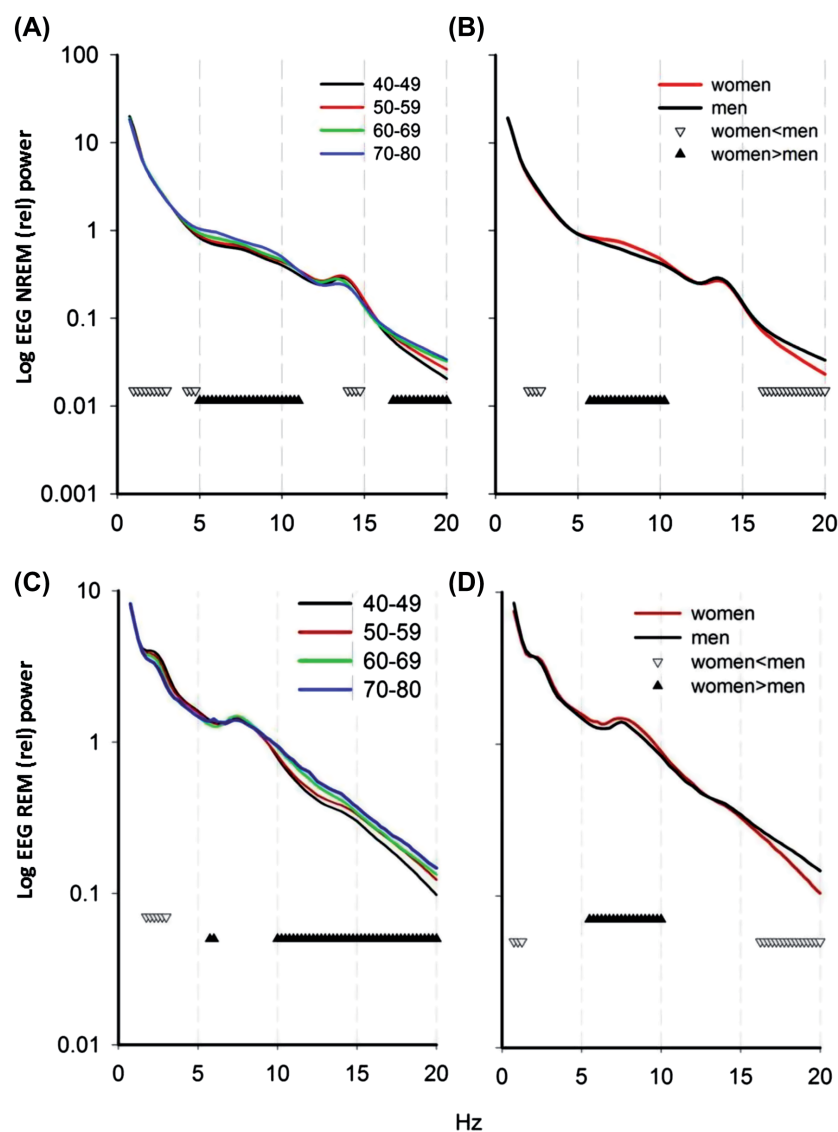 (A)
Log EEG NREM (rel) power
100
10
1
0.1
0.01
0.001
0 5 10 15 20
40-49
50-59
60-69
70-80
(B)
women
men
women<men
women>men
0 5 10 15 20
(C)
Log EEG REM (rel) power
10
1
0.1
0.01
0 5 10 15 20
40-49
50-59
60-69
70-80
(D)
women
men
women<men
women>men
0 5 10 15 20
Hz